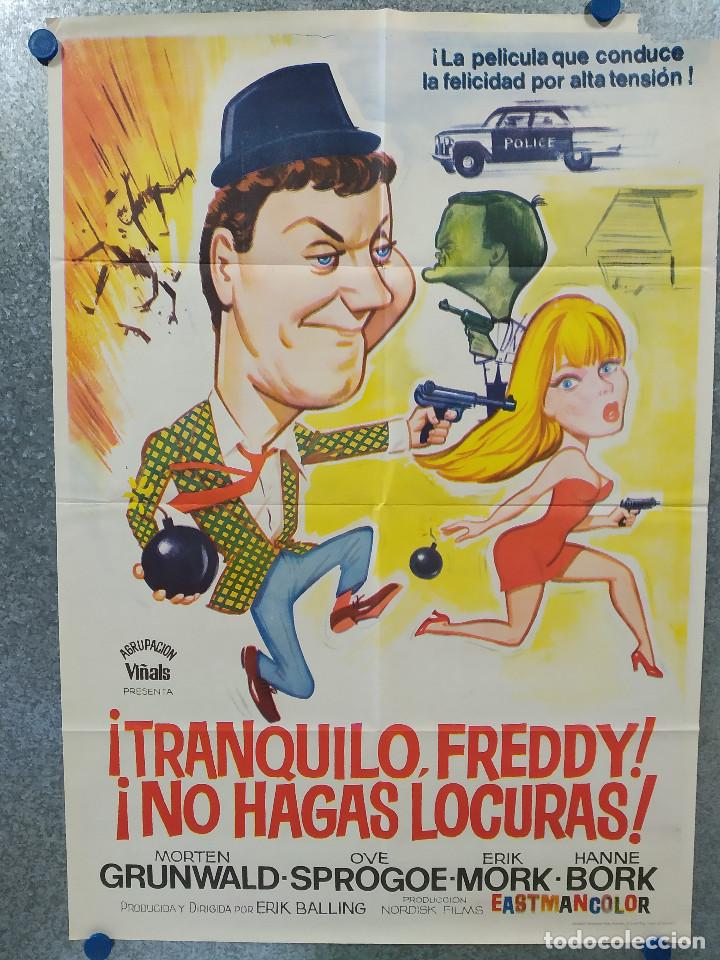 ¡La pelicula que conduce
la felicidad por alta tensión!
POLICE
AGRUPACION
Viñals
PRESENTA
¡TRANQUILO, FREDDY!
¡NO HAGAS LOCURAS!
MORTEN GRUNWALD - OVE SPROGOE - ERIK MORK - HANNE BORK
PRODUCIDA Y DIRIGIDA POR ERIK BALLING
PRODUCCION
NORDISK FILMS
EASTMANCOLOR
todocoleccion.net